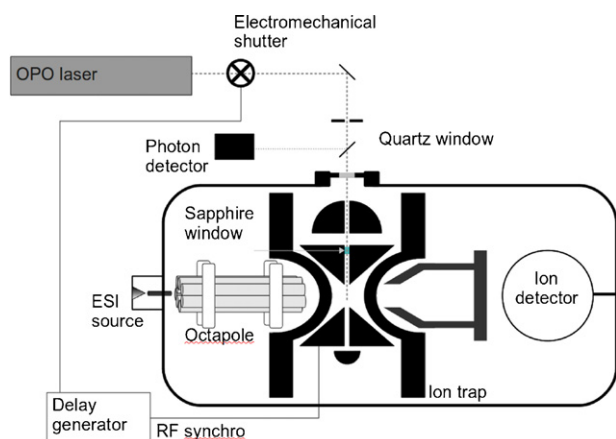 Electromechanical
shutter
OPO laser
Photon
detector
Quartz window
Sapphire
window
ESI
source
Octapole
Ion
detector
Ion trap
Delay
generator
RF synchro